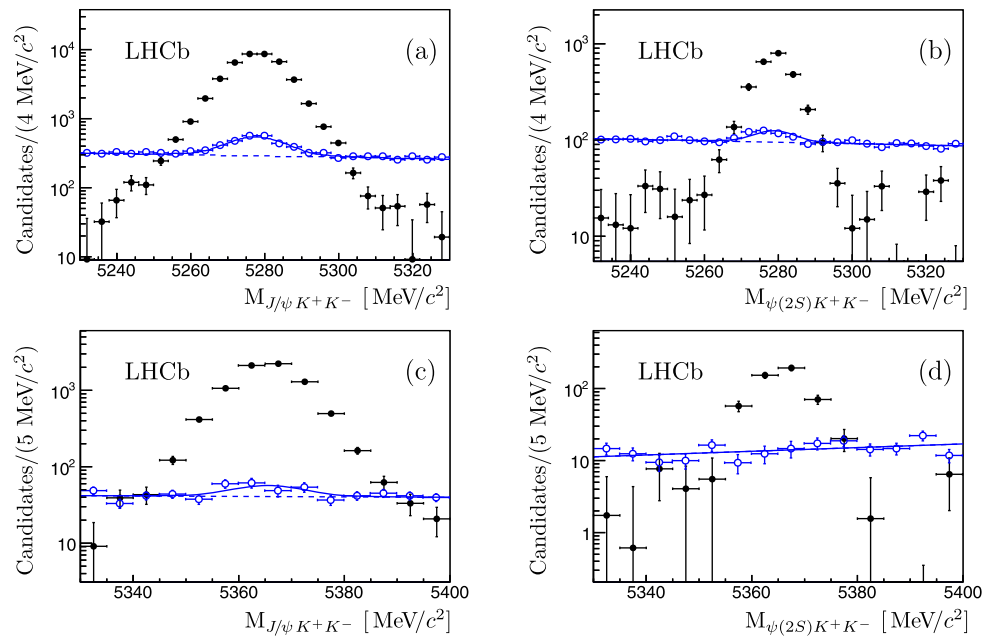 LHCb (a)
Candidates/(4 MeV/c²)
10⁴
10³
10²
10
5240 5260 5280 5300 5320
M_{J/ψ K⁺K⁻} [MeV/c²]
LHCb (b)
Candidates/(4 MeV/c²)
10³
10²
10
5240 5260 5280 5300 5320
M_{ψ(2S)K⁺K⁻} [MeV/c²]
LHCb (c)
Candidates/(5 MeV/c²)
10³
10²
10
5340 5360 5380 5400
M_{J/ψ K⁺K⁻} [MeV/c²]
LHCb (d)
Candidates/(5 MeV/c²)
10²
10
1
5340 5360 5380 5400
M_{ψ(2S)K⁺K⁻} [MeV/c²]